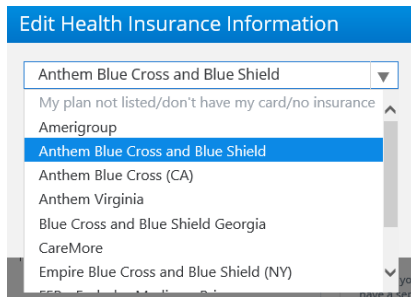 Edit Health Insurance Information
Anthem Blue Cross and Blue Shield
My plan not listed/don't have my card/no insurance
Amerigroup
Anthem Blue Cross and Blue Shield
Anthem Blue Cross (CA)
Anthem Virginia
Blue Cross and Blue Shield Georgia
CareMore
Empire Blue Cross and Blue Shield (NY)